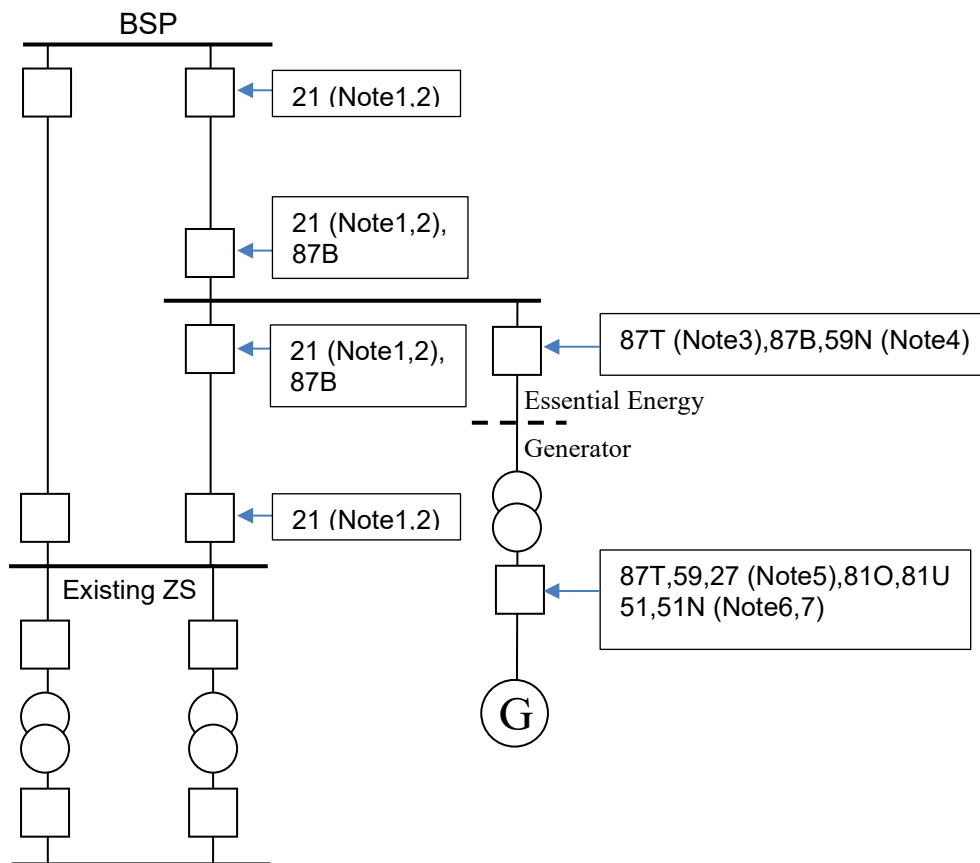 BSP
21 (Note1,2)
21 (Note1,2),
87B
21 (Note1,2),
87B
87T (Note3),87B,59N (Note4)
Essential Energy
Generator
21 (Note1,2)
Existing ZS
87T,59,27 (Note5),81O,81U
51,51N (Note6,7)
G